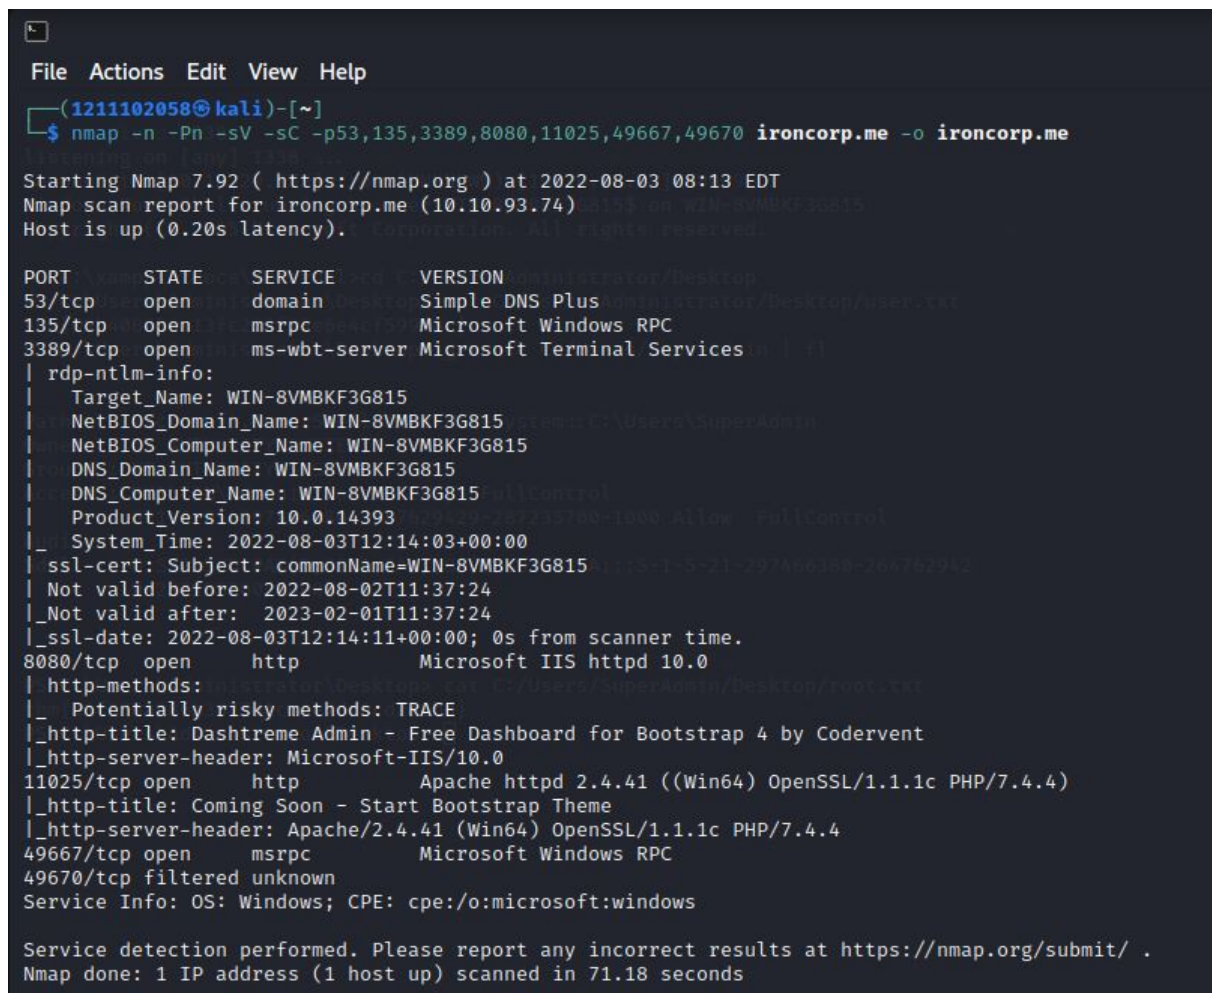 File Actions Edit View Help
┌──(1211102058㉿kali)-[~]
└─$ nmap -n -Pn -sV -sC -p53,135,3389,8080,11025,49667,49670 ironcorp.me -o ironcorp.me
Starting Nmap 7.92 ( https://nmap.org ) at 2022-08-03 08:13 EDT
Nmap scan report for ironcorp.me (10.10.93.74)
Host is up (0.20s latency).
PORT STATE SERVICE VERSION
53/tcp open domain Simple DNS Plus
135/tcp open msrpc Microsoft Windows RPC
3389/tcp open ms-wbt-server Microsoft Terminal Services
| rdp-ntlm-info:
| Target_Name: WIN-8VMBKF3G815
| NetBIOS_Domain_Name: WIN-8VMBKF3G815
| NetBIOS_Computer_Name: WIN-8VMBKF3G815
| DNS_Domain_Name: WIN-8VMBKF3G815
| DNS_Computer_Name: WIN-8VMBKF3G815
| Product_Version: 10.0.14393
|_ System_Time: 2022-08-03T12:14:03+00:00
| ssl-cert: Subject: commonName=WIN-8VMBKF3G815
| Not valid before: 2022-08-02T11:37:24
|_Not valid after: 2023-02-01T11:37:24
|_ssl-date: 2022-08-03T12:14:11+00:00; 0s from scanner time.
8080/tcp open http Microsoft IIS httpd 10.0
| http-methods:
|_ Potentially risky methods: TRACE
|_http-title: Dashtreme Admin - Free Dashboard for Bootstrap 4 by Codervent
|_http-server-header: Microsoft-IIS/10.0
11025/tcp open http Apache httpd 2.4.41 ((Win64) OpenSSL/1.1.1c PHP/7.4.4)
|_http-title: Coming Soon - Start Bootstrap Theme
|_http-server-header: Apache/2.4.41 (Win64) OpenSSL/1.1.1c PHP/7.4.4
49667/tcp open msrpc Microsoft Windows RPC
49670/tcp filtered unknown
Service Info: OS: Windows; CPE: cpe:/o:microsoft:windows
Service detection performed. Please report any incorrect results at https://nmap.org/submit/ .
Nmap done: 1 IP address (1 host up) scanned in 71.18 seconds